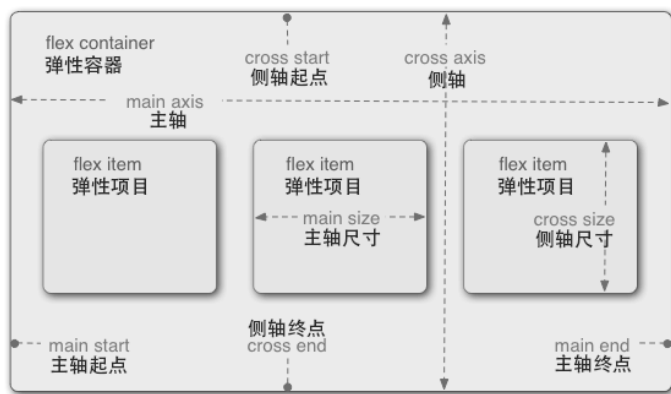 flex container
弹性容器
cross start
侧轴起点
cross axis
侧轴
main axis
主轴
flex item
弹性项目
flex item
弹性项目
flex item
弹性项目
main size
主轴尺寸
cross size
侧轴尺寸
main start
主轴起点
侧轴终点
cross end
main end
主轴终点